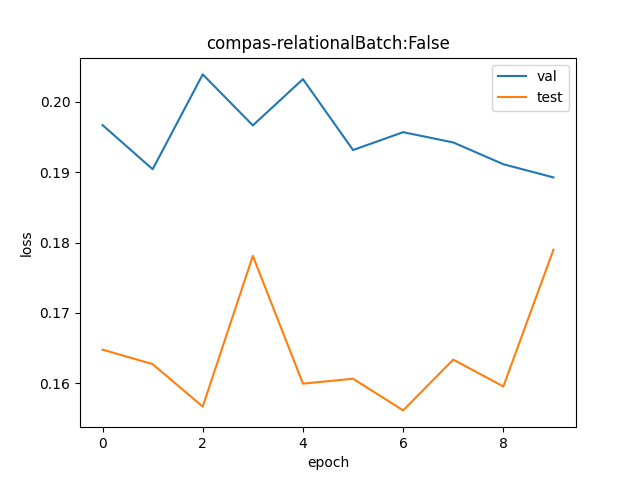 compas-relationalBatch:False
val
test
0.20
0.19
0.18
0.17
0.16
loss
0 2 4 6 8
epoch